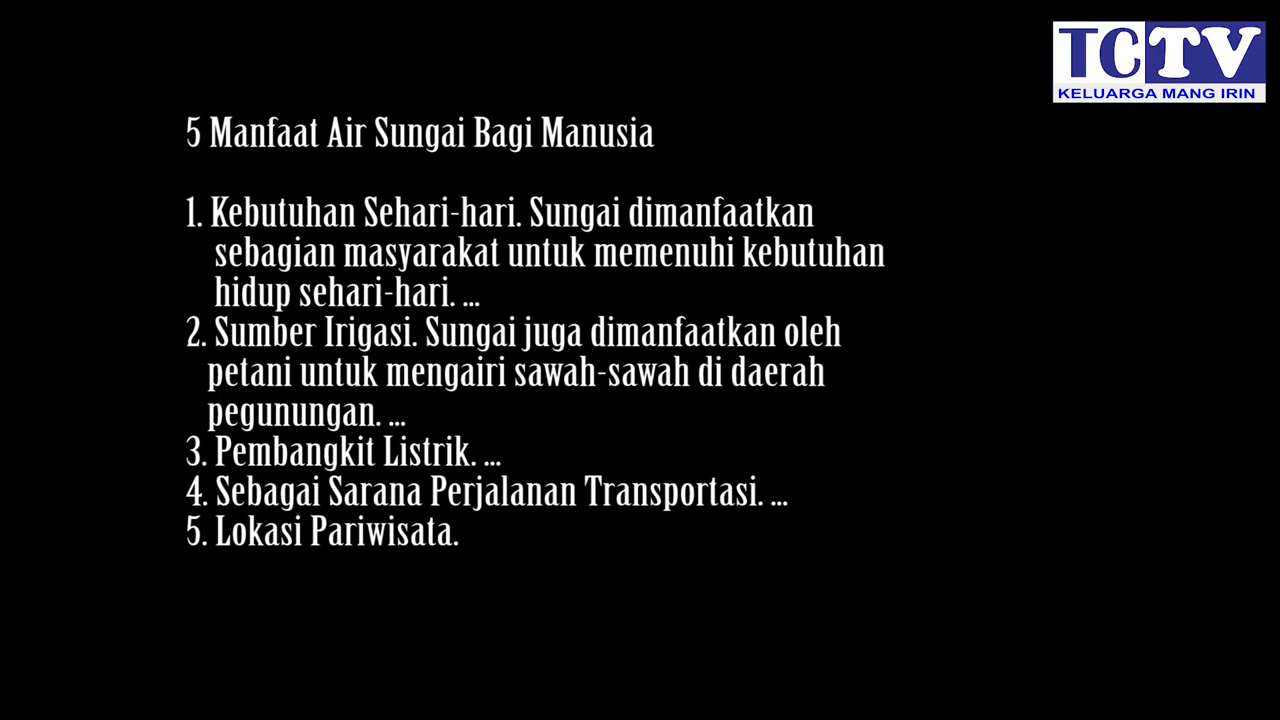 TCTV
KELUARGA MANG IRIN
5 Manfaat Air Sungai Bagi Manusia
1. Kebutuhan Sehari-hari. Sungai dimanfaatkan
sebagian masyarakat untuk memenuhi kebutuhan
hidup sehari-hari. ...
2. Sumber Irigasi. Sungai juga dimanfaatkan oleh
petani untuk mengairi sawah-sawah di daerah
pegunungan. ...
3. Pembangkit Listrik. ...
4. Sebagai Sarana Perjalanan Transportasi. ...
5. Lokasi Pariwisata.